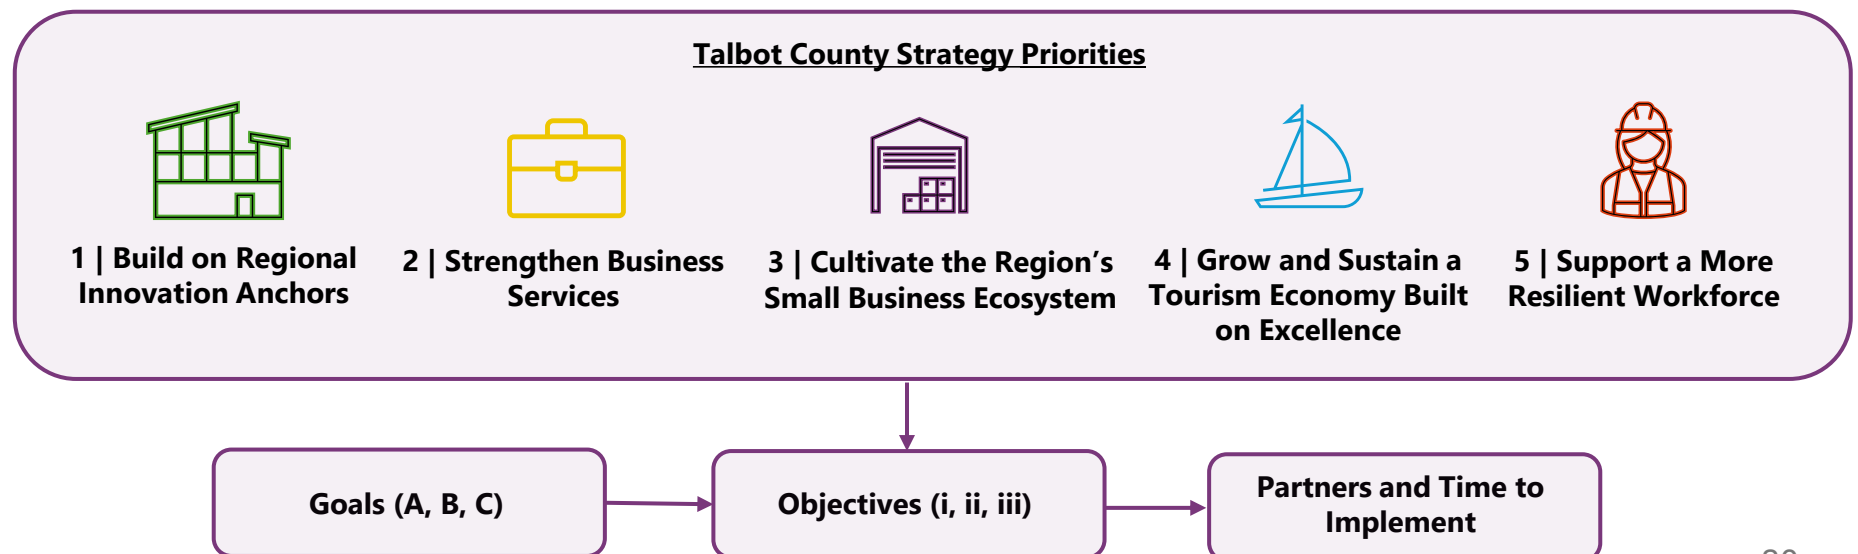 Talbot County Strategy Priorities
1 | Build on Regional
Innovation Anchors
2 | Strengthen Business
Services
3 | Cultivate the Region’s
Small Business Ecosystem
4 | Grow and Sustain a
Tourism Economy Built
on Excellence
5 | Support a More
Resilient Workforce
Goals (A, B, C)
Objectives (i, ii, iii)
Partners and Time to
Implement